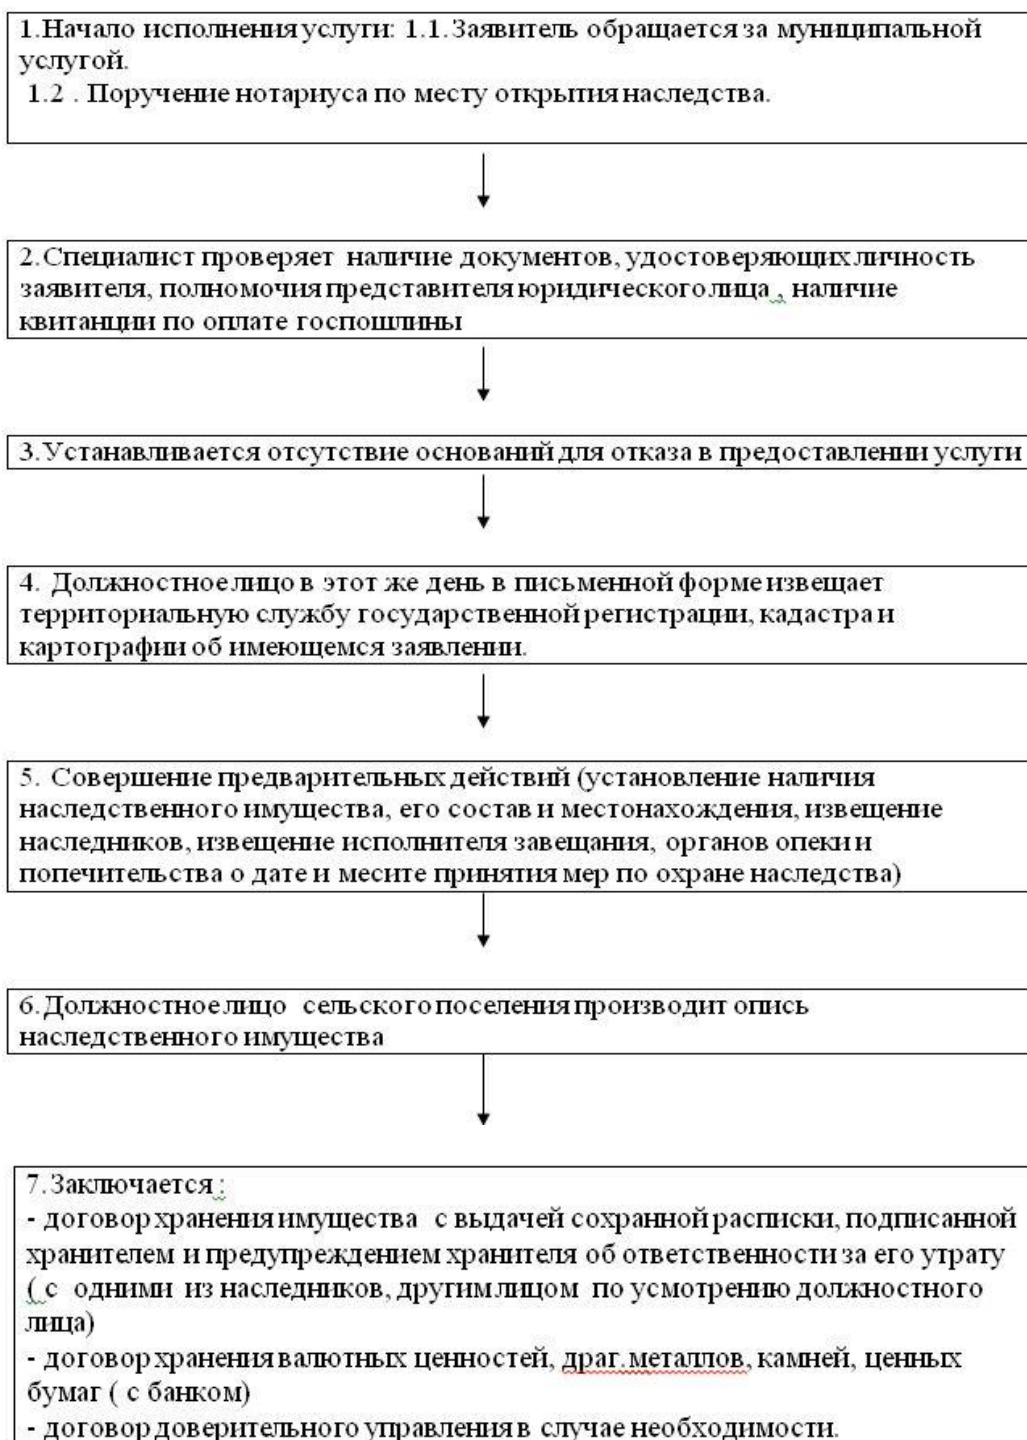 1.Начало исполнения услуги: 1.1.Заявитель обращается за муниципальной
услугой.
1.2 . Поручение нотариуса по месту открытия наследства.
2.Специалист проверяет наличие документов, удостоверяющих личность
заявителя, полномочия представителя юридического лица , наличие
квитанции по оплате госпошлины
3.Устанавливается отсутствие оснований для отказа в предоставлении услуги
4. Должностное лицо в этот же день в письменной форме извещает
территориальную службу государственной регистрации, кадастра и
картографии об имеющемся заявлении.
5. Совершение предварительных действий (установление наличия
наследственного имущества, его состав и местонахождения, извещение
наследников, извещение исполнителя завещания, органов опеки и
попечительства о дате и месите принятия мер по охране наследства)
6.Должностное лицо сельского поселения производит опись
наследственного имущества
7.Заключается :
- договор хранения имущества с выдачей сохранной расписки, подписанной
хранителем и предупреждением хранителя об ответственности за его утрату
( с одними из наследников, другим лицом по усмотрению должностного
лица)
- договор хранения валютных ценностей, драг.металлов, камней, ценных
бумаг ( с банком)
- договор доверительного управления в случае необходимости.